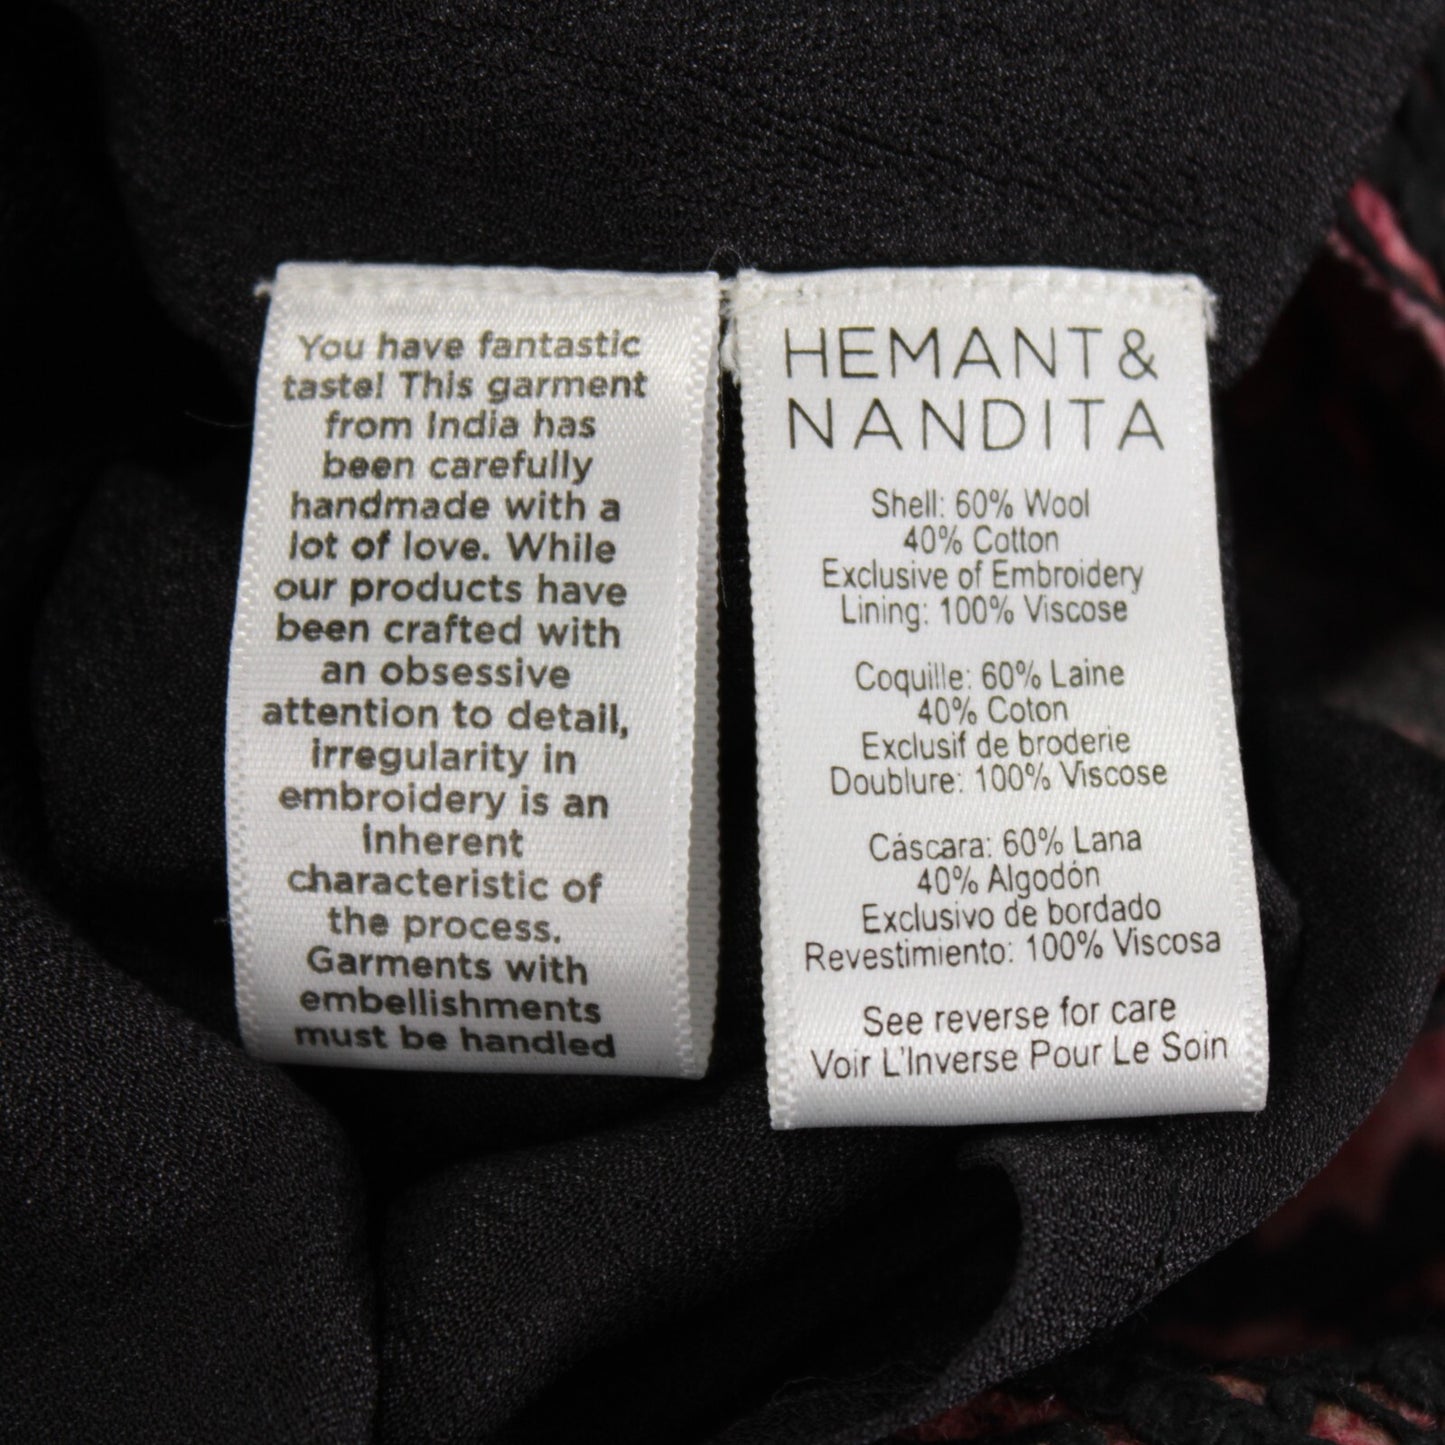 You have fantastic
taste! This garment
from India has
been carefully
handmade with a
lot of love. While
our products have
been crafted with
an obsessive
attention to detail,
irregularity in
embroidery is an
inherent
characteristic of
the process.
Garments with
embellishments
must be handled
HEMANT &
NANDITA
Shell: 60% Wool
40% Cotton
Exclusive of Embroidery
Lining: 100% Viscose
Coquille: 60% Laine
40% Coton
Exclusif de broderie
Doublure: 100% Viscose
Cáscara: 60% Lana
40% Algodón
Exclusivo de bordado
Revestimiento: 100% Viscosa
See reverse for care
Voir L'Inverse Pour Le Soin